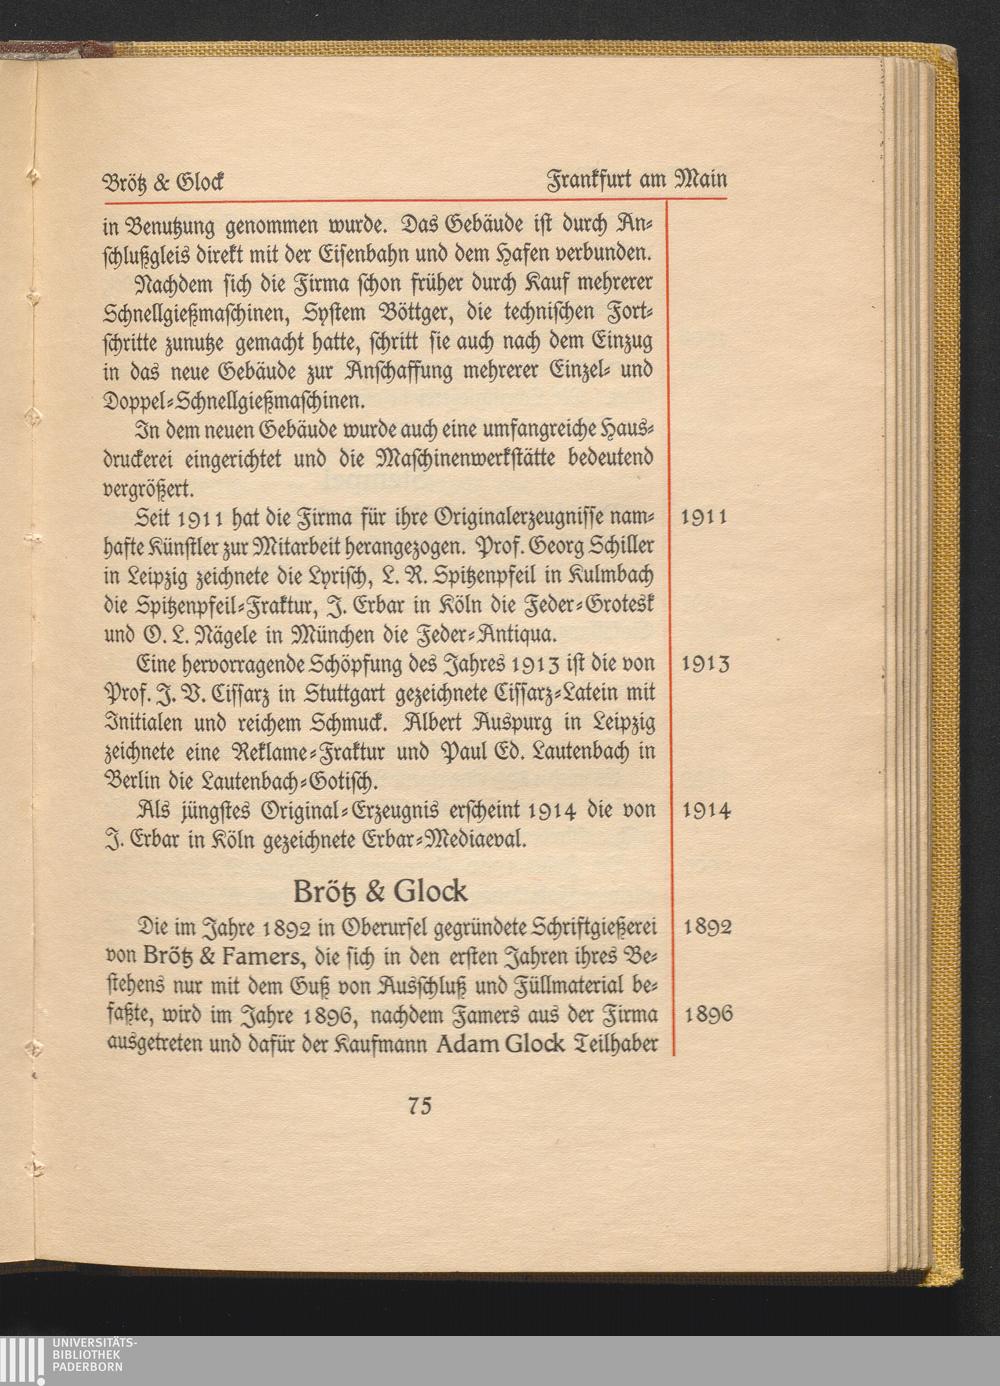 Brötz & Glock Frankfurt am Main
in Benutzung genommen wurde. Das Gebäude ist durch An-
schlußgleis direkt mit der Eisenbahn und dem Hafen verbunden.
Nachdem sich die Firma schon früher durch Kauf mehrerer
Schnellgießmaschinen, System Böttger, die technischen Fort-
schritte zunutze gemacht hatte, schritt sie auch nach dem Einzug
in das neue Gebäude zur Anschaffung mehrerer Einzel- und
Doppel-Schnellgießmaschinen.
In dem neuen Gebäude wurde auch eine umfangreiche Haus-
druckerei eingerichtet und die Maschinenwerkstätte bedeutend
vergrößert.
Seit 1911 hat die Firma für ihre Originalerzeugnisse nam- 1911
hafte Künstler zur Mitarbeit herangezogen. Prof. Georg Schiller
in Leipzig zeichnete die Lyrisch, L. R. Spitzenpfeil in Kulmbach
die Spitzenpfeil-Fraktur, J. Erbar in Köln die Feder-Grotesk
und O. L. Nägele in München die Feder-Antiqua.
Eine hervorragende Schöpfung des Jahres 1913 ist die von 1913
Prof. J. V. Cissarz in Stuttgart gezeichnete Cissarz-Latein mit
Initialen und reichem Schmuck. Albert Auspurg in Leipzig
zeichnete eine Reklame-Fraktur und Paul Ed. Lautenbach in
Berlin die Lautenbach-Gotisch.
Als jüngstes Original-Erzeugnis erscheint 1914 die von 1914
J. Erbar in Köln gezeichnete Erbar-Mediaeval.
Brötz & Glock
Die im Jahre 1892 in Oberursel gegründete Schriftgießerei 1892
von Brötz & Famers, die sich in den ersten Jahren ihres Be-
stehens nur mit dem Guß von Ausschluß und Füllmaterial be-
faßte, wird im Jahre 1896, nachdem Famers aus der Firma 1896
ausgetreten und dafür der Kaufmann Adam Glock Teilhaber
75
UNIVERSITÄTS-
BIBLIOTHEK
PADERBORN